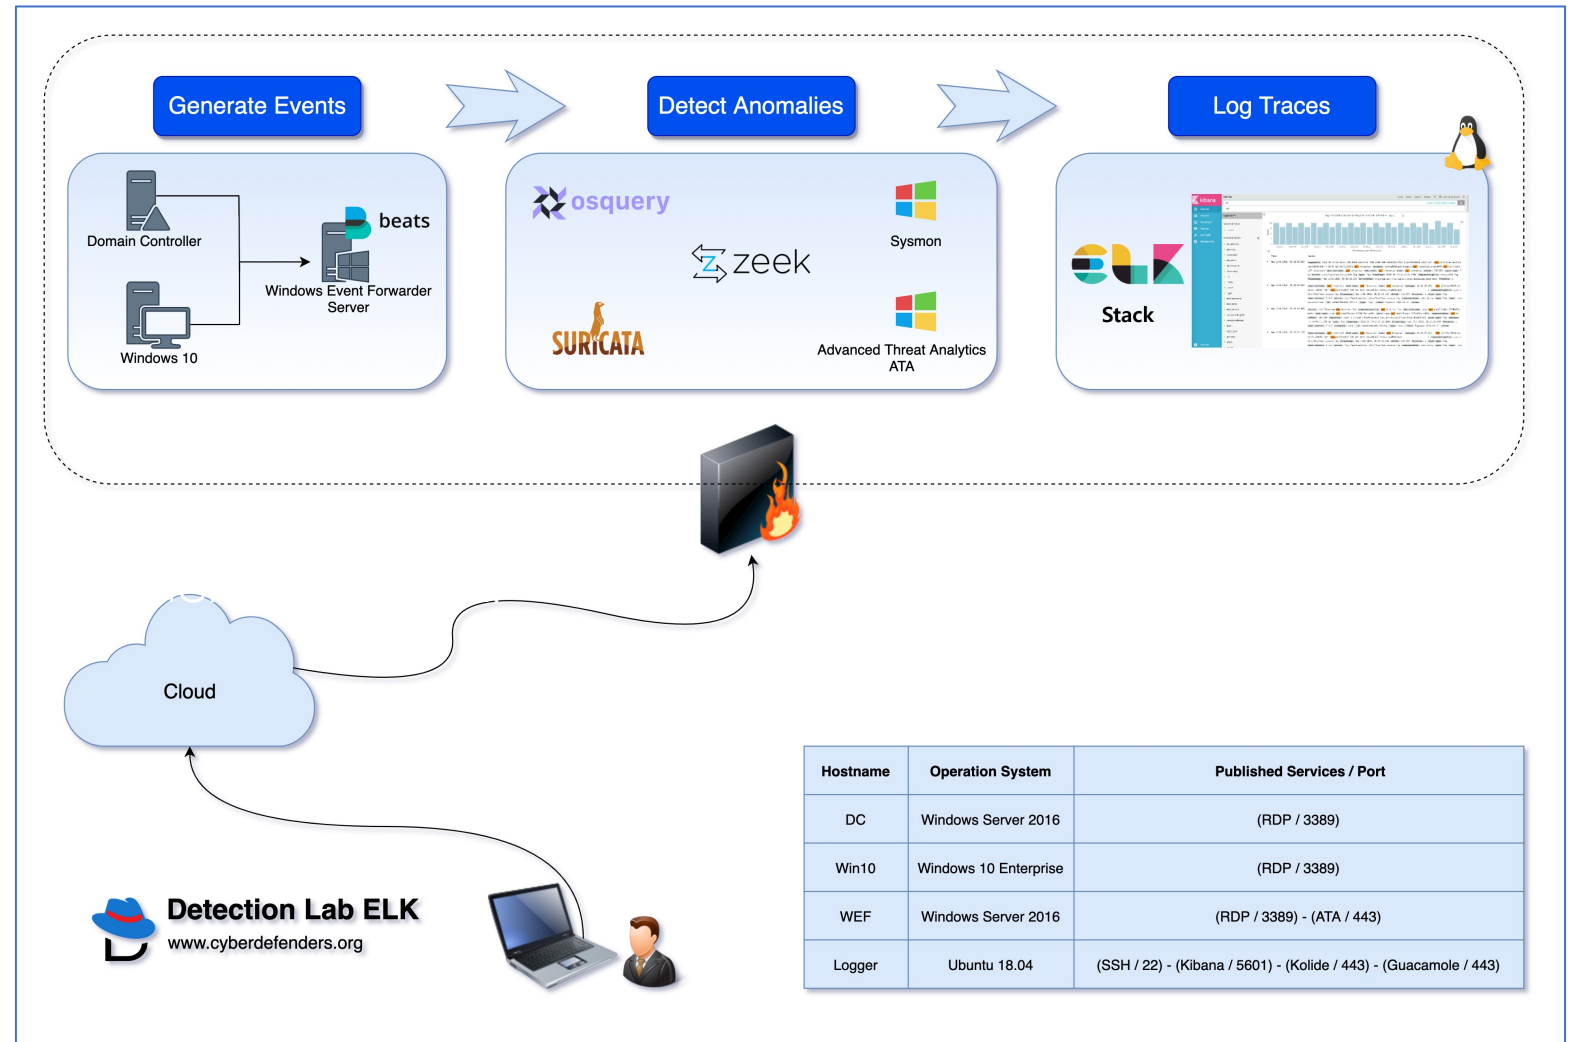 Generate Events
Detect Anomalies
Log Traces
Domain Controller
beats
Windows Event Forwarder
Server
Windows 10
osquery
Sysmon
zeek
SURICATA
Advanced Threat Analytics
ATA
Stack
kibana
Cloud
Detection Lab ELK
www.cyberdefenders.org
Hostname Operation System Published Services / Port
DC Windows Server 2016 (RDP / 3389)
Win10 Windows 10 Enterprise (RDP / 3389)
WEF Windows Server 2016 (RDP / 3389) - (ATA / 443)
Logger Ubuntu 18.04 (SSH / 22) - (Kibana / 5601) - (Kolide / 443) - (Guacamole / 443)